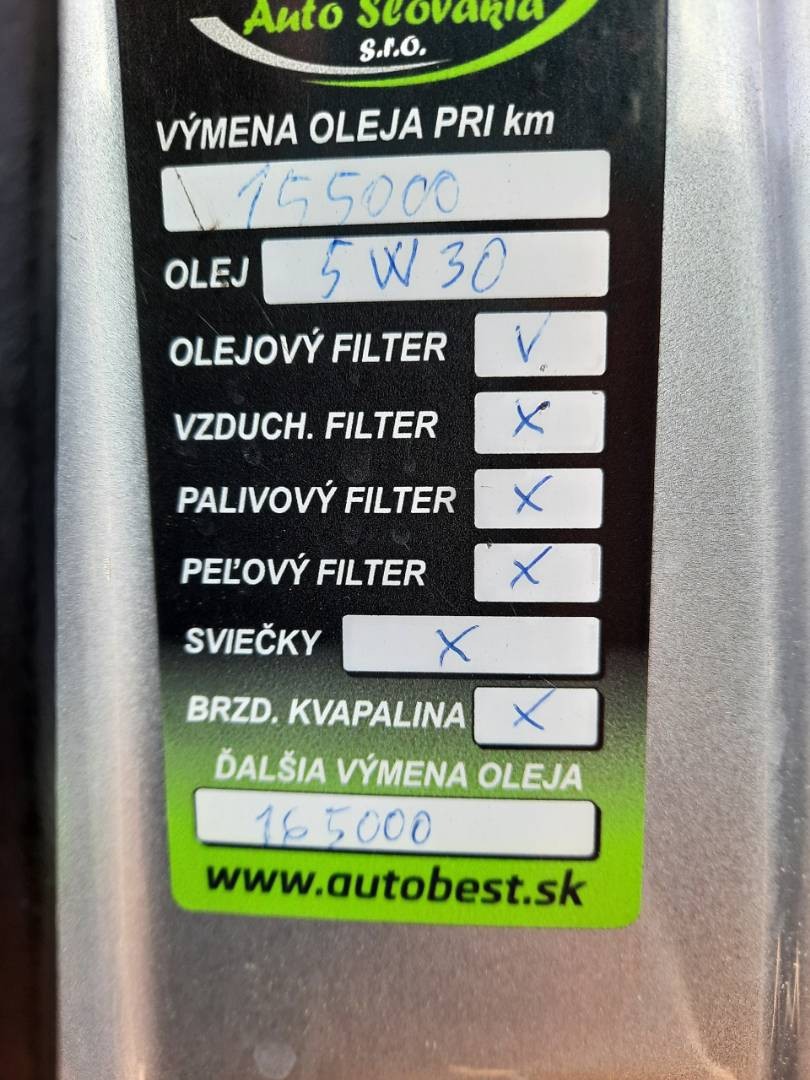 Auto Slovakia
s.r.o.
VÝMENA OLEJA PRI km
155000
OLEJ 5W30
OLEJOVÝ FILTER V
VZDUCH. FILTER X
PALIVOVÝ FILTER X
PEĽOVÝ FILTER X
SVIEČKY X
BRZD. KVAPALINA X
ĎALŠIA VÝMENA OLEJA
165000
www.autobest.sk